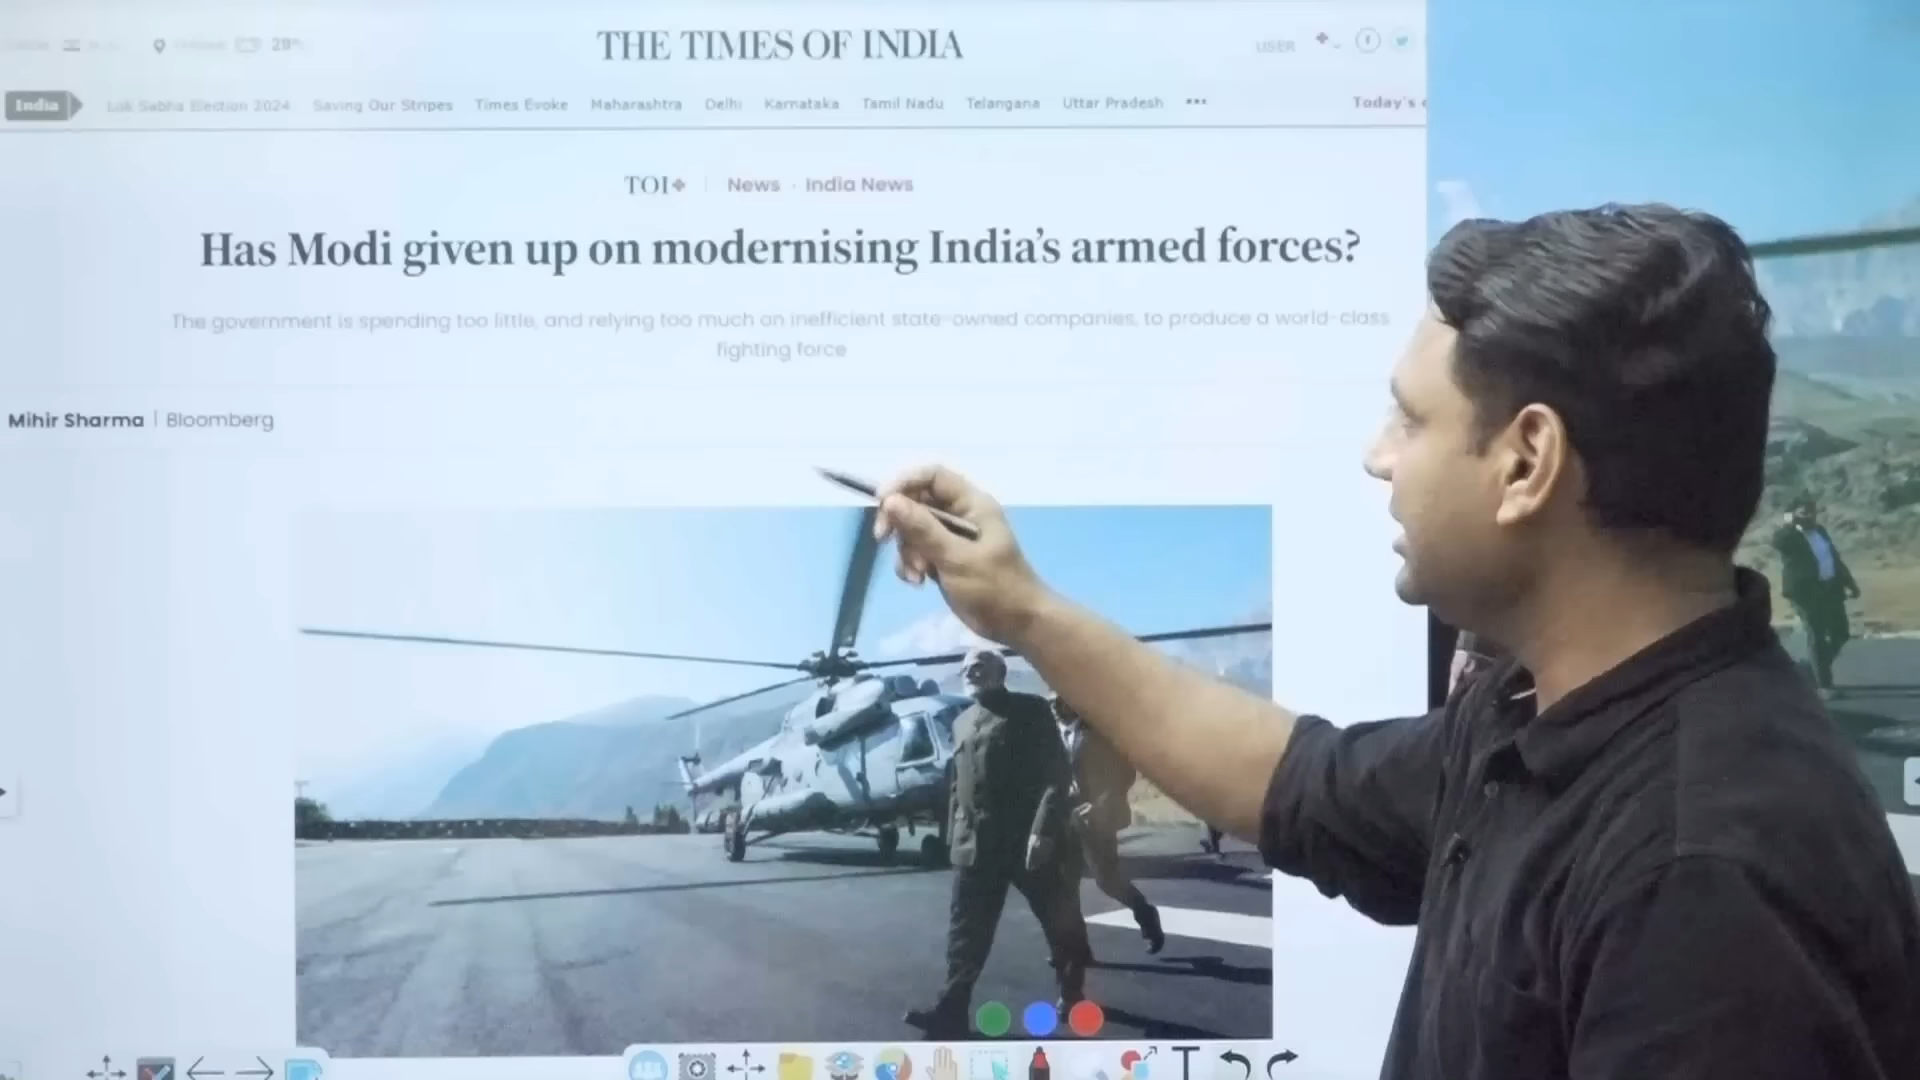 29°
THE TIMES OF INDIA
USER
India
Lok Sabha Election 2024
Saving Our Stripes
Times Evoke
Maharashtra
Delhi
Karnataka
Tamil Nadu
Telangana
Uttar Pradesh
Today's
TOI+ | News · India News
Has Modi given up on modernising India's armed forces?
The government is spending too little, and relying too much on inefficient state-owned companies, to produce a world-class
fighting force
Mihir Sharma | Bloomberg